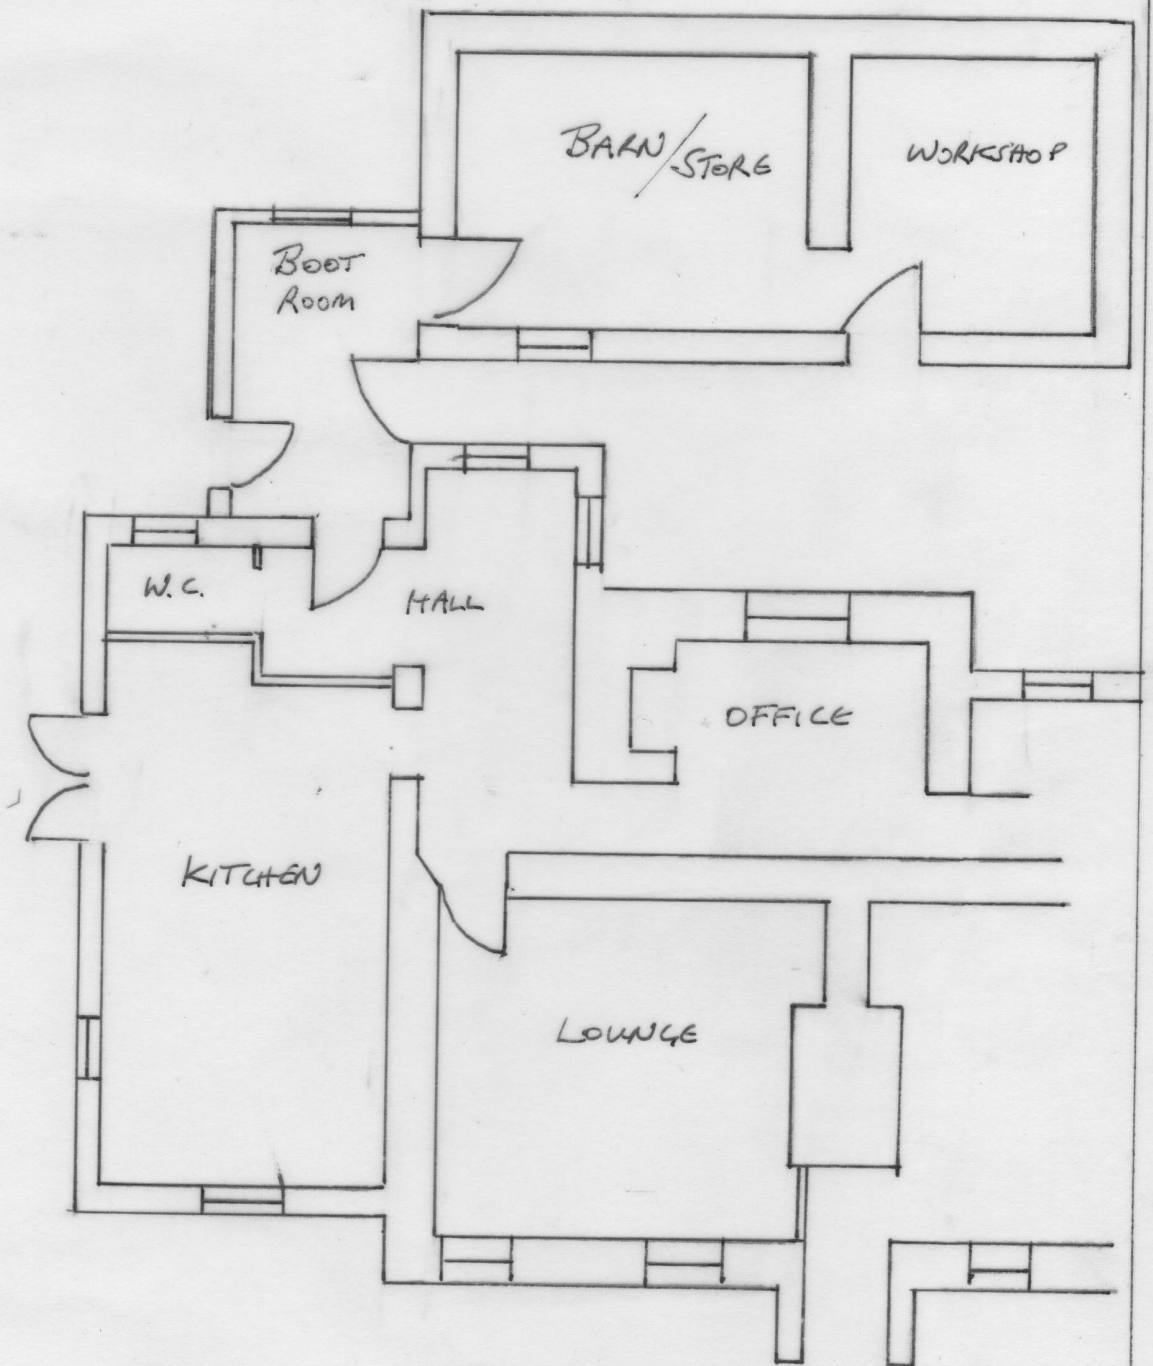 BARN/STORE
WORKSHOP
BOOT
ROOM
W.C.
HALL
OFFICE
KITCHEN
LOUNGE